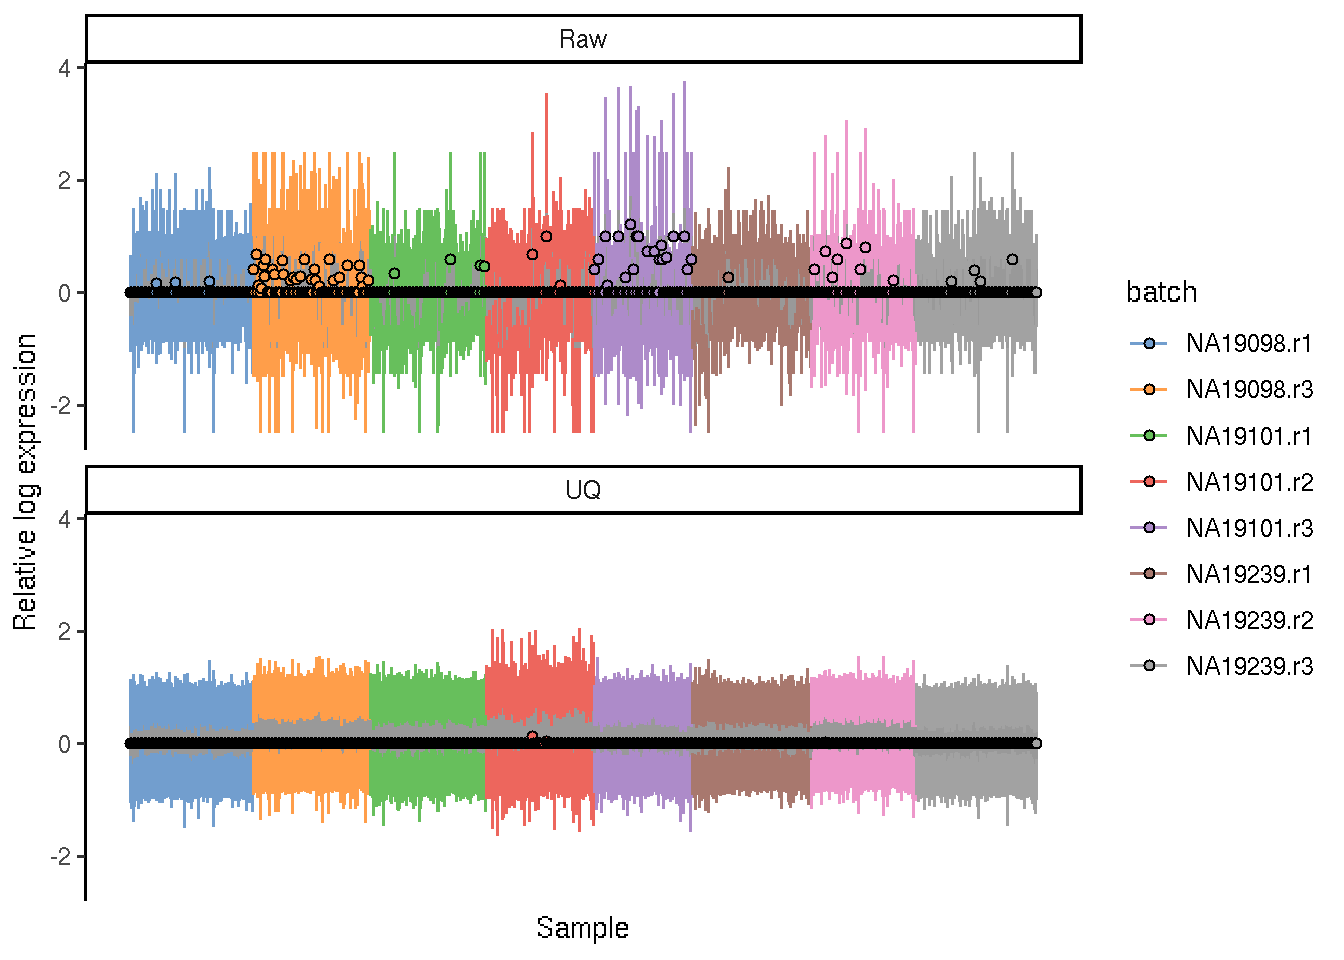 Raw
4
2
0
-2
UQ
4
2
0
-2
Relative log expression
Sample
batch
NA19098.r1
NA19098.r3
NA19101.r1
NA19101.r2
NA19101.r3
NA19239.r1
NA19239.r2
NA19239.r3